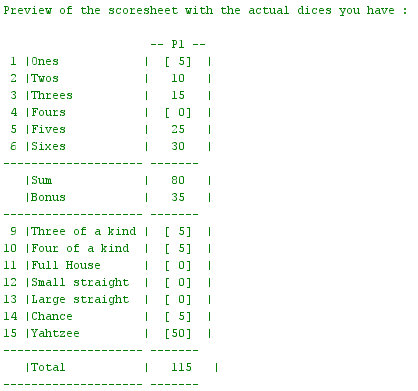 Preview of the scoresheet with the actual dices you have :
-- P1 --
1 |Ones | [ 5] |
2 |Twos | 10 |
3 |Threes | 15 |
4 |Fours | [ 0] |
5 |Fives | 25 |
6 |Sixes | 30 |
-------------------- -------
|Sum | 80 |
|Bonus | 35 |
-------------------- -------
9 |Three of a kind | [ 5] |
10 |Four of a kind | [ 5] |
11 |Full House | [ 0] |
12 |Small straight | [ 0] |
13 |Large straight | [ 0] |
14 |Chance | [ 5] |
15 |Yahtzee | [50] |
-------------------- -------
|Total | 115 |
-------------------- -------